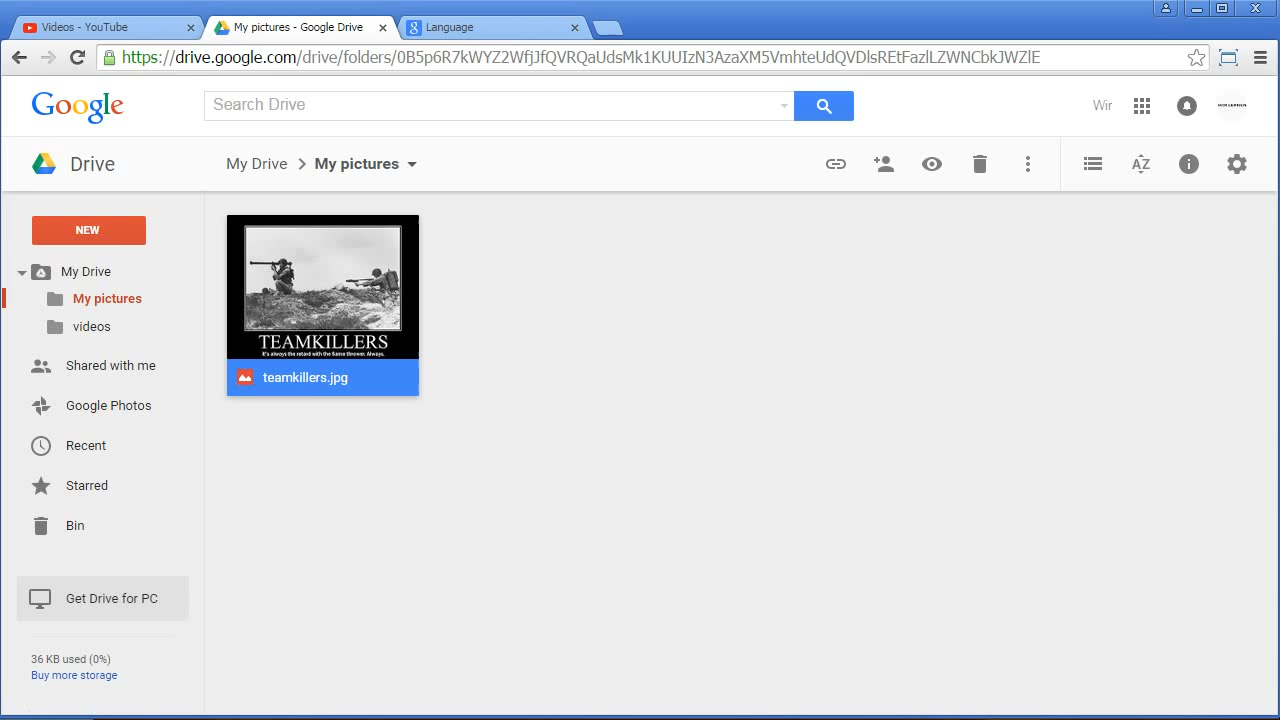 Videos - YouTube
My pictures - Google Drive
Language
https://drive.google.com/drive/folders/0B5p6R7kWYZ2WfjJfQVRQaUdsMk1KUUIzN3AzaXM5VmhteUdQVDlsREtFazlLZWNCbkJWZlE
Google
Search Drive
Wir
Drive
My Drive > My pictures
AZ
NEW
My Drive
My pictures
videos
Shared with me
Google Photos
Recent
Starred
Bin
Get Drive for PC
36 KB used (0%)
Buy more storage
TEAMKILLERS
It's always the retard with the flame thrower. Always.
teamkillers.jpg